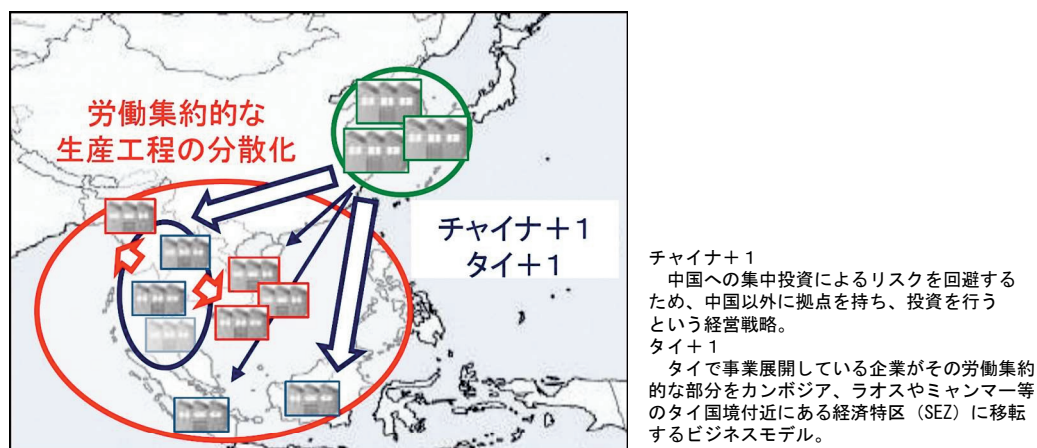 労働集約的な
生産工程の分散化
チャイナ＋1
タイ＋1
チャイナ＋１
　中国への集中投資によるリスクを回避する
ため、中国以外に拠点を持ち、投資を行う
という経営戦略。
タイ＋１
　タイで事業展開している企業がその労働集約
的な部分をカンボジア、ラオスやミャンマー等
のタイ国境付近にある経済特区（SEZ）に移転
するビジネスモデル。